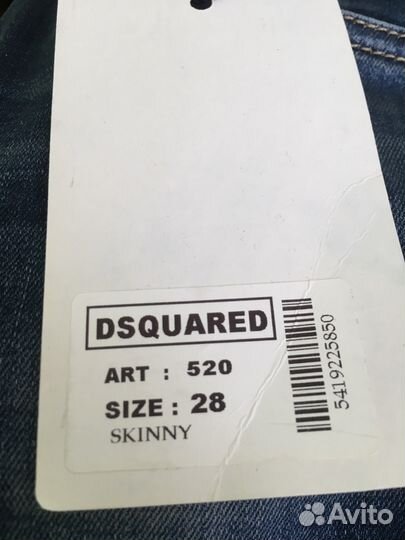 DSQUARED
ART : 520
SIZE : 28
SKINNY
5419225850
Avito